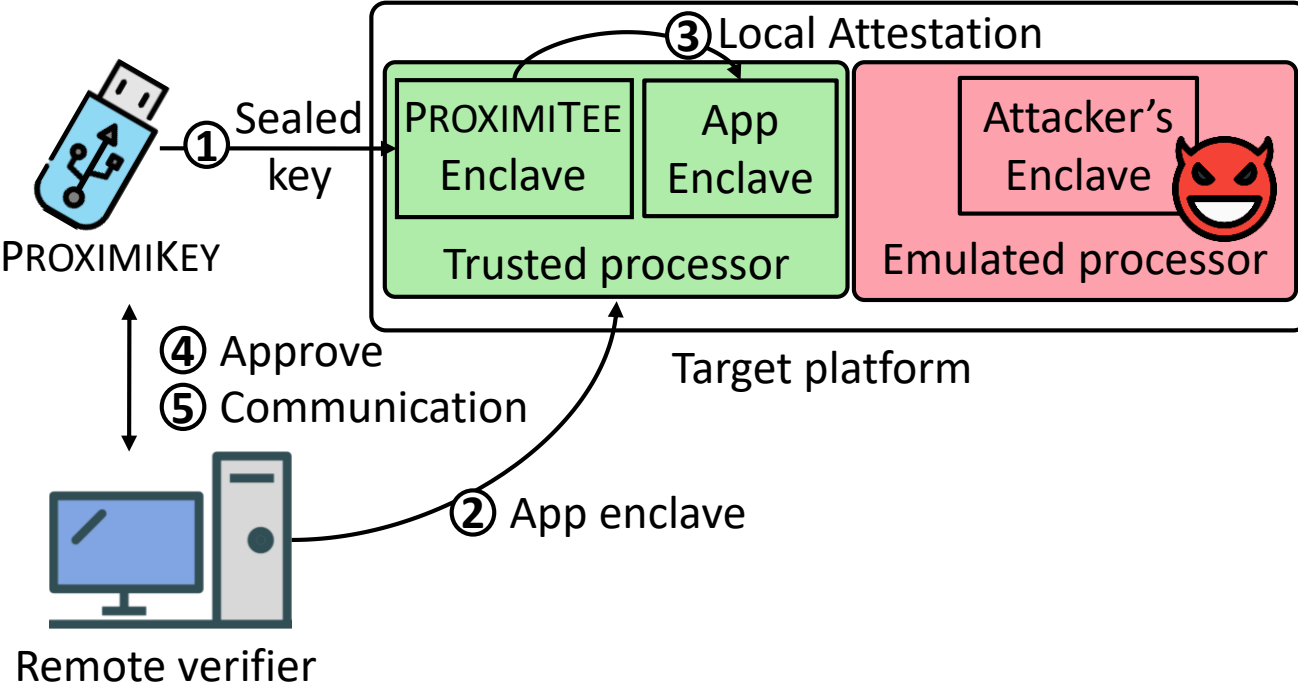 ③ Local Attestation
① Sealed
key
PROXIMITEE
Enclave
App
Enclave
Attacker's
Enclave
Trusted processor
Emulated processor
PROXIMIKEY
Target platform
④ Approve
⑤ Communication
② App enclave
Remote verifier